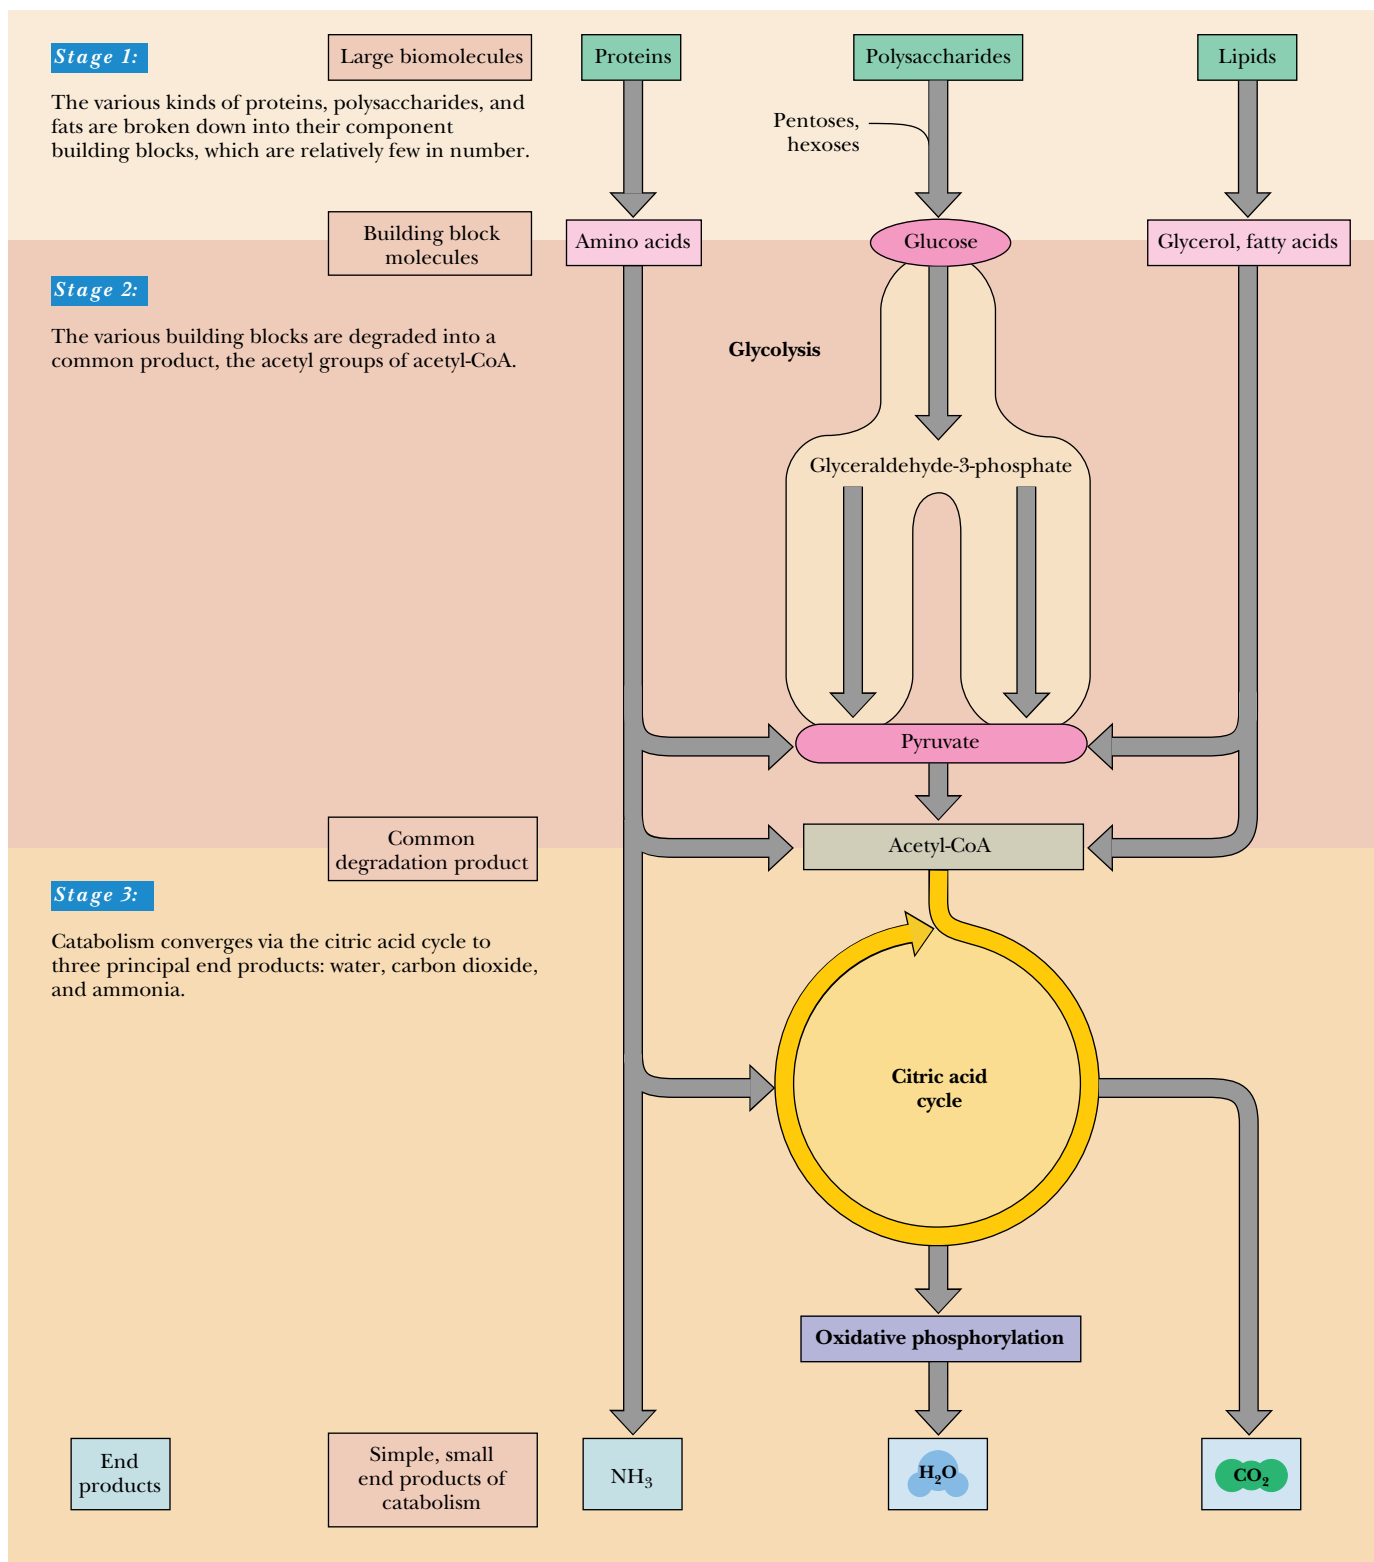 Stage 1:
Large biomolecules
Proteins
Polysaccharides
Lipids
The various kinds of proteins, polysaccharides, and
fats are broken down into their component
building blocks, which are relatively few in number.
Pentoses,
hexoses
Building block
molecules
Amino acids
Glucose
Glycerol, fatty acids
Stage 2:
The various building blocks are degraded into a
common product, the acetyl groups of acetyl-CoA.
Glycolysis
Glyceraldehyde-3-phosphate
Pyruvate
Common
degradation product
Acetyl-CoA
Stage 3:
Catabolism converges via the citric acid cycle to
three principal end products: water, carbon dioxide,
and ammonia.
Citric acid
cycle
Oxidative phosphorylation
End
products
Simple, small
end products of
catabolism
NH₃
H₂O
CO₂